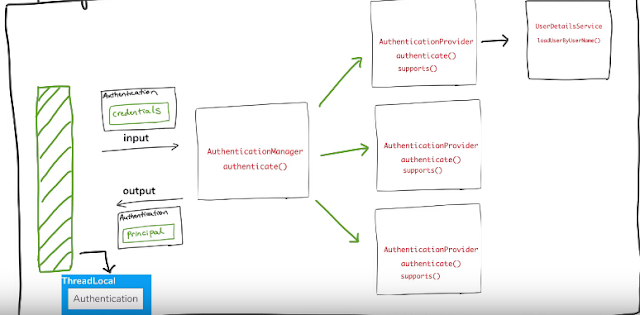 Authentication
credentials
input
output
Authentication
principal
ThreadLocal
Authentication
AuthenticationManager
authenticate()
AuthenticationProvider
authenticate()
supports()
AuthenticationProvider
authenticate()
supports()
AuthenticationProvider
authenticate()
supports()
UserDetailsService
loadUserByUserName()